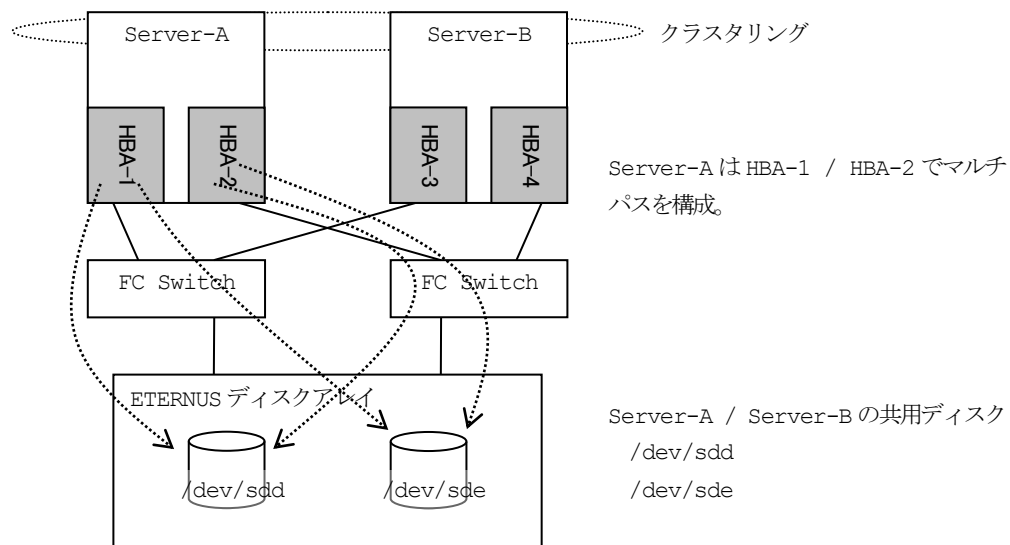 Server-A
Server-B
クラスタリング
HBA-1
HBA-2
HBA-3
HBA-4
Server-A は HBA-1 / HBA-2 でマルチ
パスを構成。
FC Switch
FC Switch
ETERNUS ディスクアレイ
Server-A / Server-B の共用ディスク
/dev/sdd
/dev/sde
/dev/sdd
/dev/sde